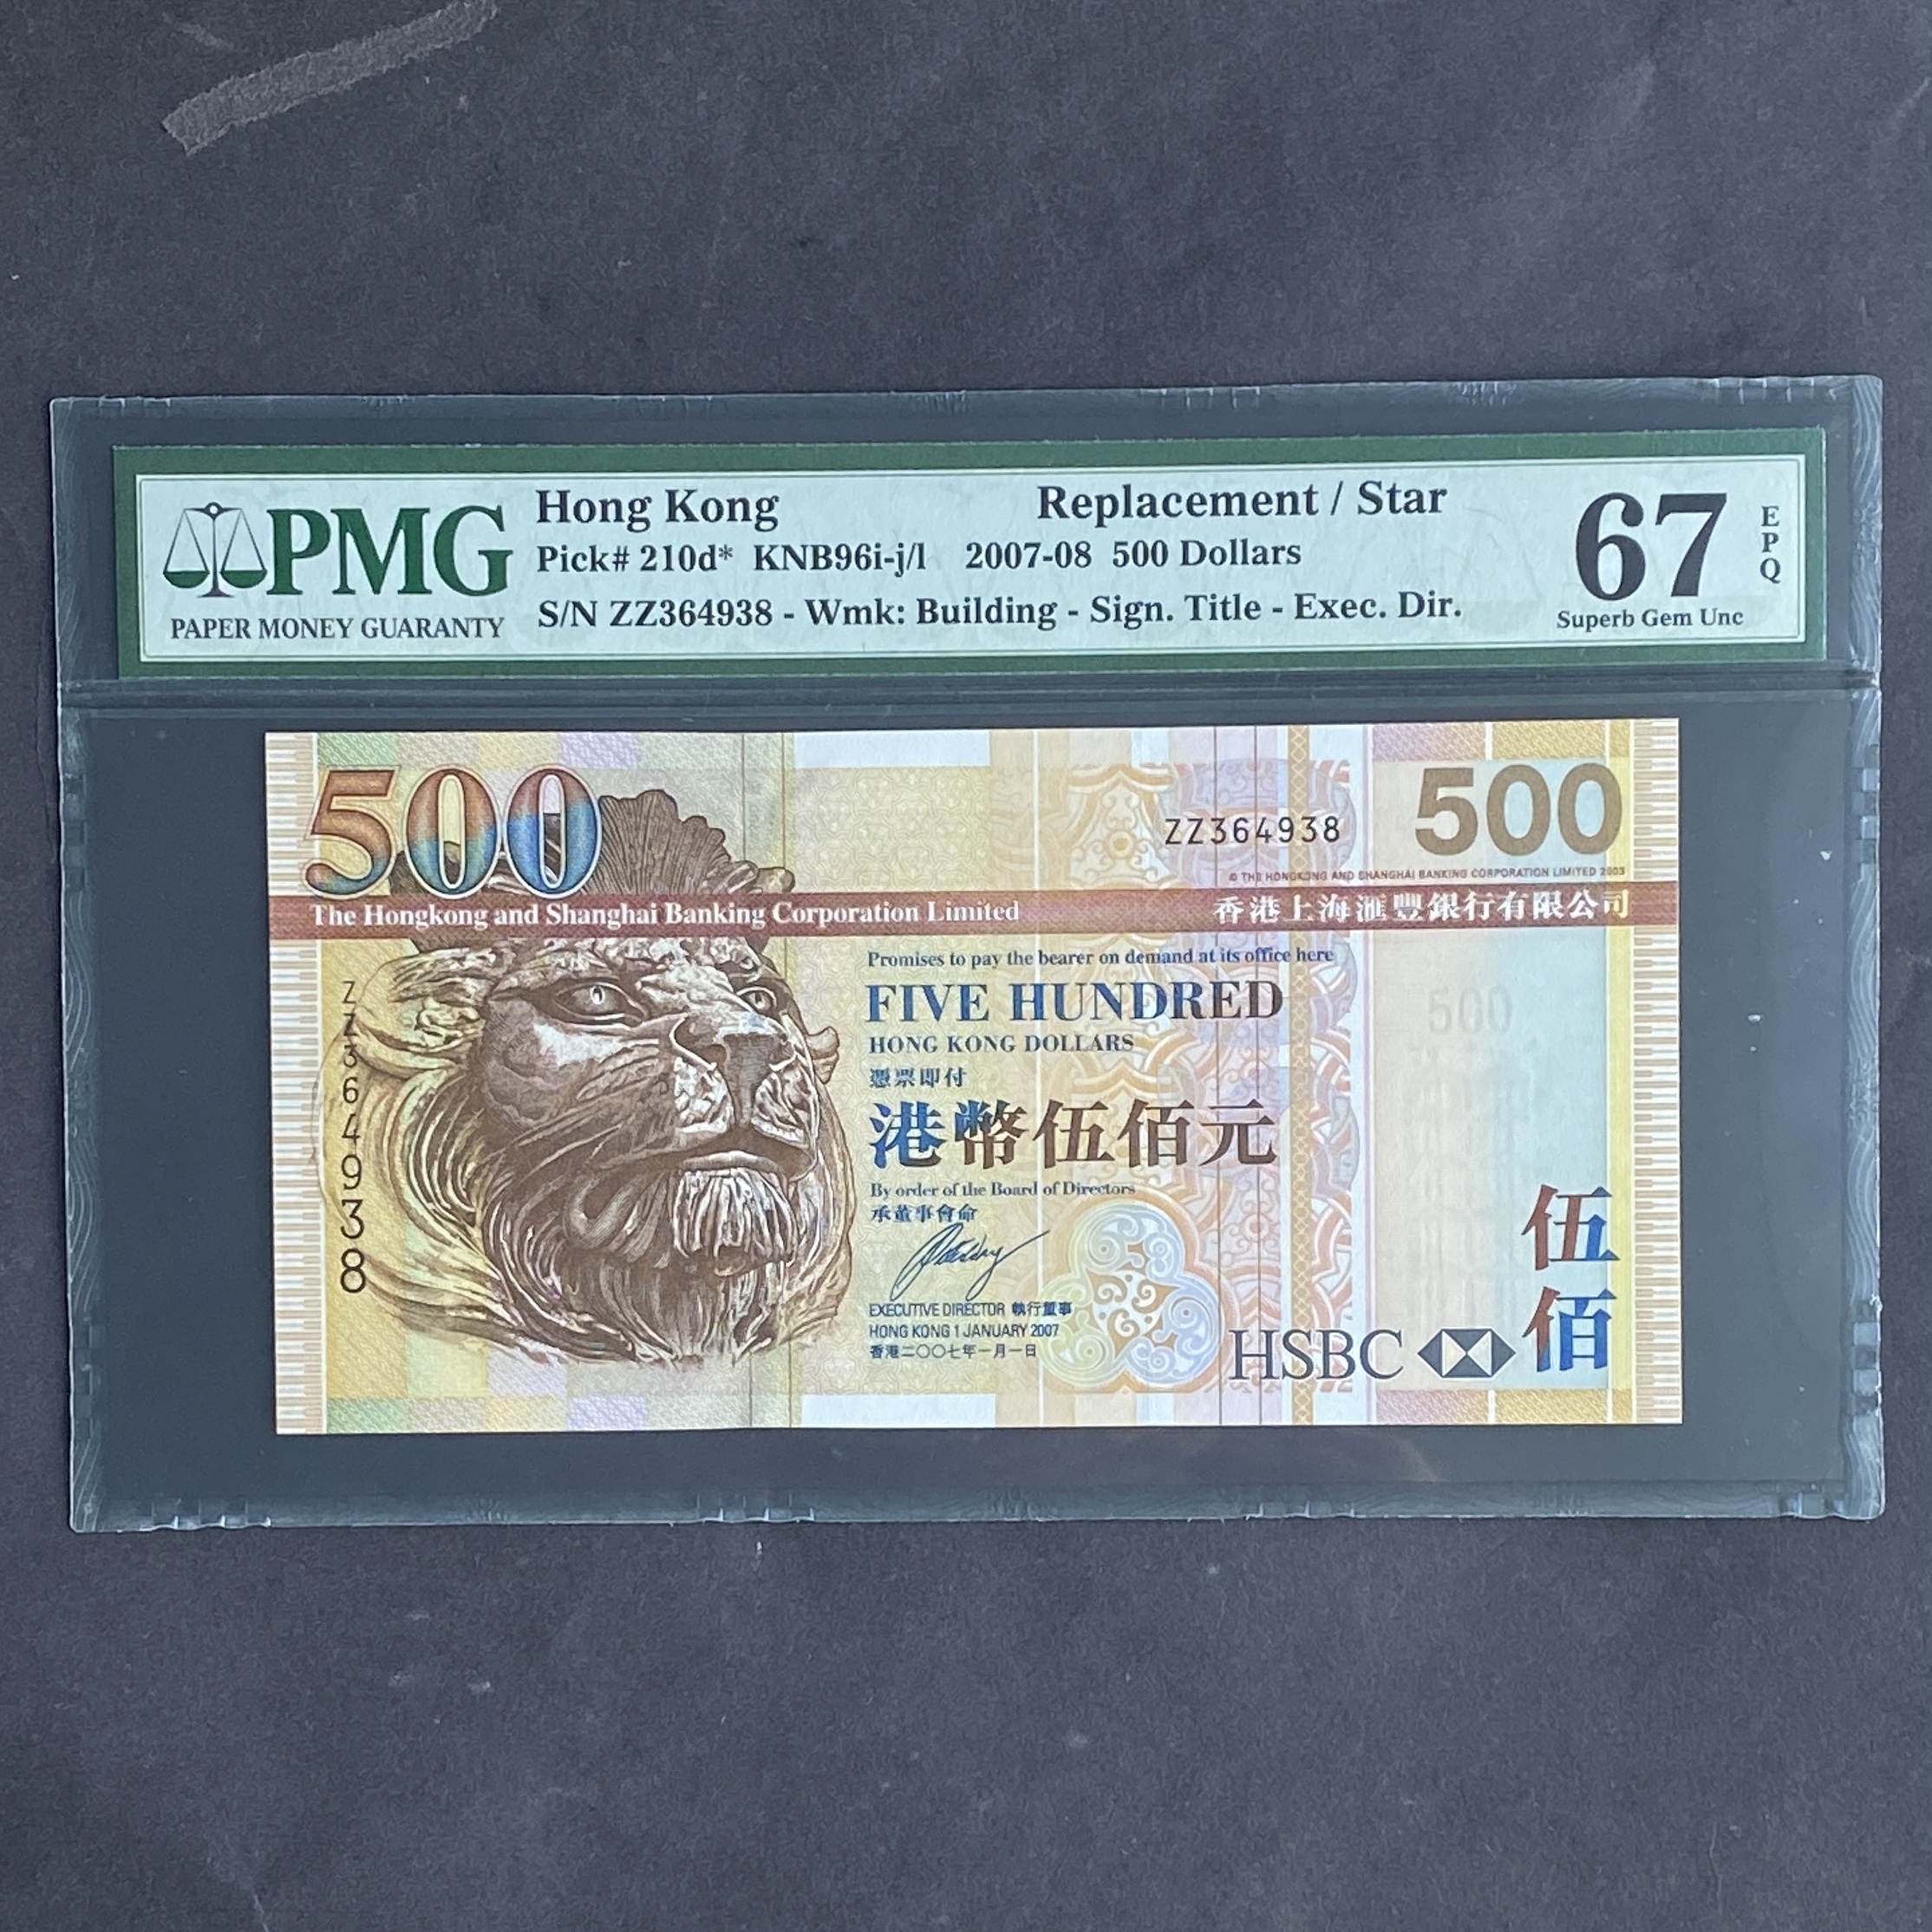 PMG
PAPER MONEY GUARANTY
Hong Kong Replacement / Star
Pick# 210d* KNB96i-j/l 2007-08 500 Dollars
S/N ZZ364938 - Wmk: Building - Sign. Title - Exec. Dir.
67
EPQ
Superb Gem Unc
500
ZZ364938
500
© THE HONGKONG AND SHANGHAI BANKING CORPORATION LIMITED 2003
The Hongkong and Shanghai Banking Corporation Limited 香港上海滙豐銀行有限公司
Promises to pay the bearer on demand at its office here
FIVE HUNDRED
HONG KONG DOLLARS
憑票即付
港幣伍佰元
By order of the Board of Directors
承董事會命
EXECUTIVE DIRECTOR 執行董事
HONG KONG 1 JANUARY 2007
香港二〇〇七年一月一日
ZZ364938
500
伍佰
HSBC